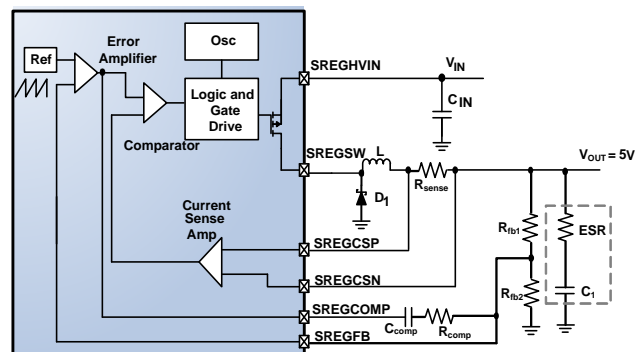 Error
Amplifier
Ref
Osc
Logic and
Gate
Drive
Comparator
Current
Sense
Amp
SREGHVIN
VIN
CIN
SREGSW
L
Rsense
VOUT = 5V
D1
Rfb1
ESR
SREGCSP
SREGCSN
Rfb2
C1
SREGCOMP
Ccomp
Rcomp
SREGFB